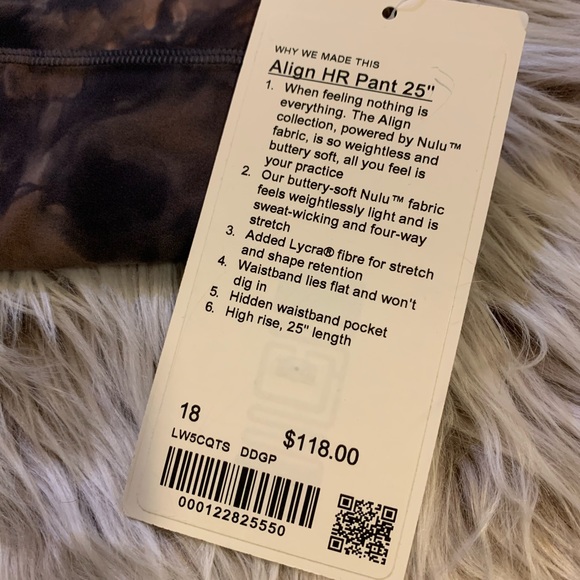 WHY WE MADE THIS
Align HR Pant 25"
1. When feeling nothing is
everything. The Align
collection, powered by Nulu™
fabric, is so weightless and
buttery soft, all you feel is
your practice
2. Our buttery-soft Nulu™ fabric
feels weightlessly light and is
sweat-wicking and four-way
stretch
3. Added Lycra® fibre for stretch
and shape retention
4. Waistband lies flat and won't
dig in
5. Hidden waistband pocket
6. High rise, 25" length
18 $118.00
LW5CQTS DDGP
000122825550